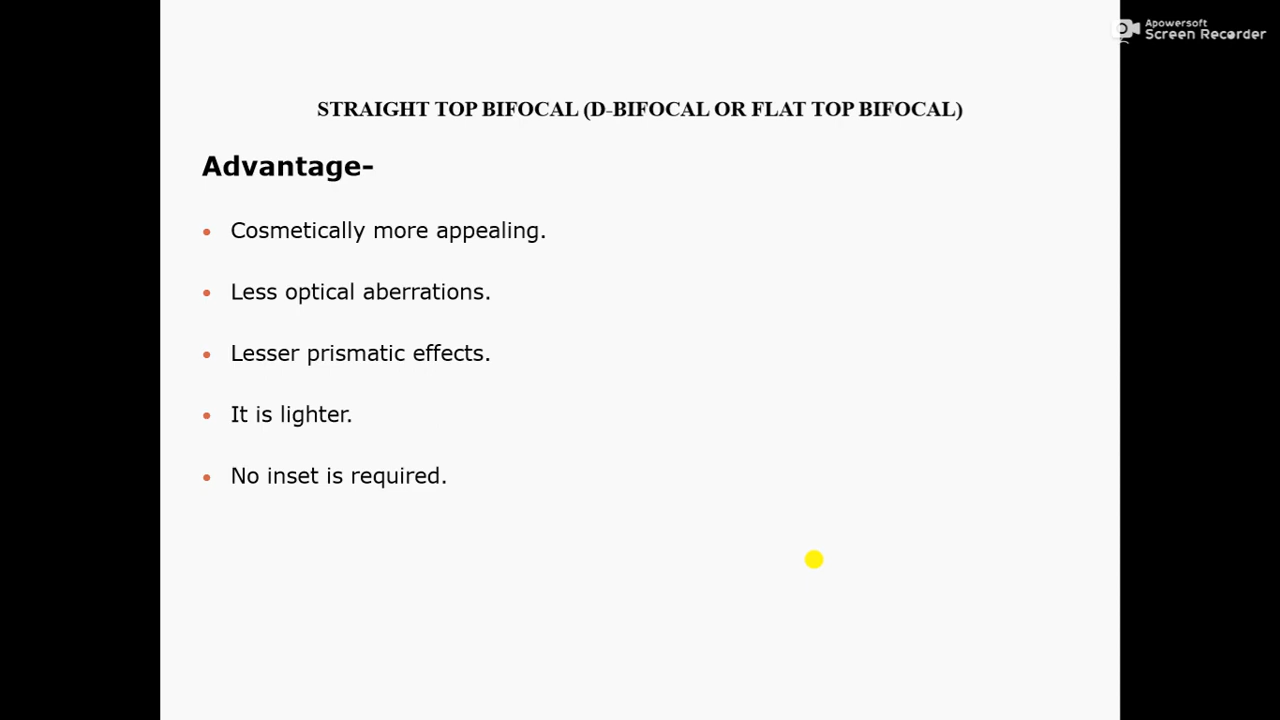 Apowersoft
Screen Recorder
STRAIGHT TOP BIFOCAL (D-BIFOCAL OR FLAT TOP BIFOCAL)
Advantage-
• Cosmetically more appealing.
• Less optical aberrations.
• Lesser prismatic effects.
• It is lighter.
• No inset is required.